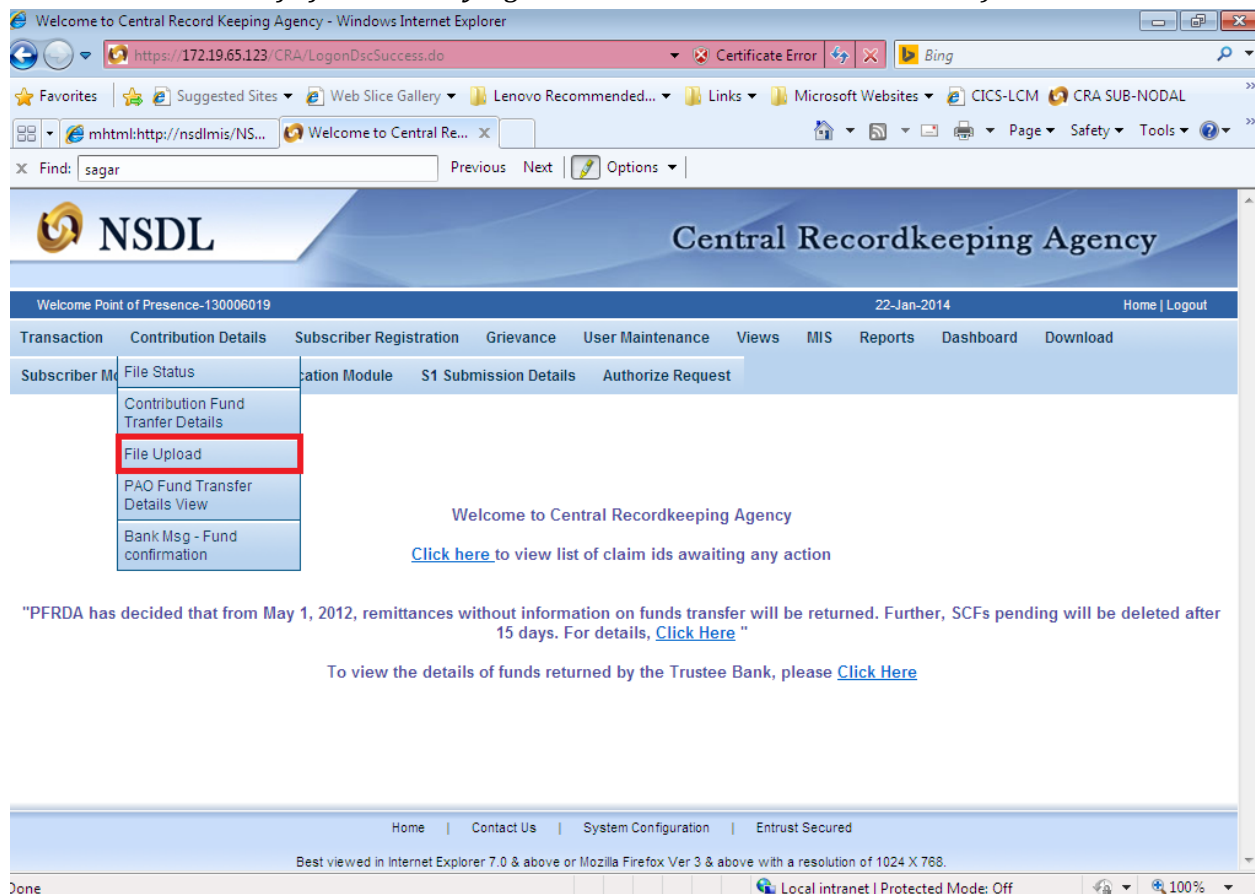 Welcome to Central Record Keeping Agency - Windows Internet Explorer
https://172.19.65.123/CRA/LogonDscSuccess.do Certificate Error Bing
Favorites Suggested Sites Web Slice Gallery Lenovo Recommended... Links Microsoft Websites CICS-LCM CRA SUB-NODAL
mhtml:http://nsdlmis/NS... Welcome to Central Re... Page Safety Tools
x Find: sagar Previous Next Options
NSDL Central Recordkeeping Agency
Welcome Point of Presence-130006019 22-Jan-2014 Home | Logout
Transaction Contribution Details Subscriber Registration Grievance User Maintenance Views MIS Reports Dashboard Download
Subscriber Mo cation Module S1 Submission Details Authorize Request
File Status
Contribution Fund
Tranfer Details
File Upload
PAO Fund Transfer
Details View
Bank Msg - Fund
confirmation
Welcome to Central Recordkeeping Agency
Click here to view list of claim ids awaiting any action
"PFRDA has decided that from May 1, 2012, remittances without information on funds transfer will be returned. Further, SCFs pending will be deleted after
15 days. For details, Click Here "
To view the details of funds returned by the Trustee Bank, please Click Here
Home | Contact Us | System Configuration | Entrust Secured
Best viewed in Internet Explorer 7.0 & above or Mozilla Firefox Ver 3 & above with a resolution of 1024 X 768.
Done Local intranet | Protected Mode: Off 100%